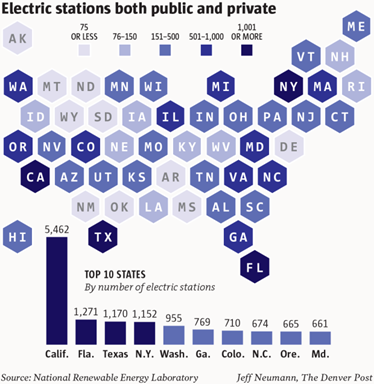 Electric stations both public and private
75 OR LESS
76–150
151–500
501–1,000
1,001 OR MORE
AK
ME
VT NH
WA MT ND MN WI MI NY MA RI
ID WY SD IA IL IN OH PA NJ CT
OR NV CO NE MO KY WV MD DE
CA AZ UT KS AR TN VA NC
NM OK LA MS AL SC
HI TX GA
FL
TOP 10 STATES
By number of electric stations
5,462 1,271 1,170 1,152 955 769 710 674 665 661
Calif. Fla. Texas N.Y. Wash. Ga. Colo. N.C. Ore. Md.
Source: National Renewable Energy Laboratory Jeff Neumann, The Denver Post